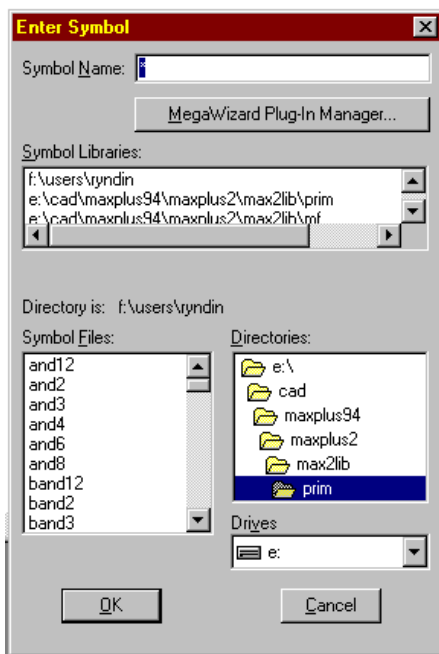 Enter Symbol
Symbol Name: *
MegaWizard Plug-In Manager...
Symbol Libraries:
f:\users\ryndin
e:\cad\maxplus94\maxplus2\max2lib\prim
e:\cad\maxplus94\maxplus2\max2lib\mf
Directory is: f:\users\ryndin
Symbol Files:
and12
and2
and3
and4
and6
and8
band12
band2
band3
Directories:
e:\
cad
maxplus94
maxplus2
max2lib
prim
Drives
e:
OK
Cancel